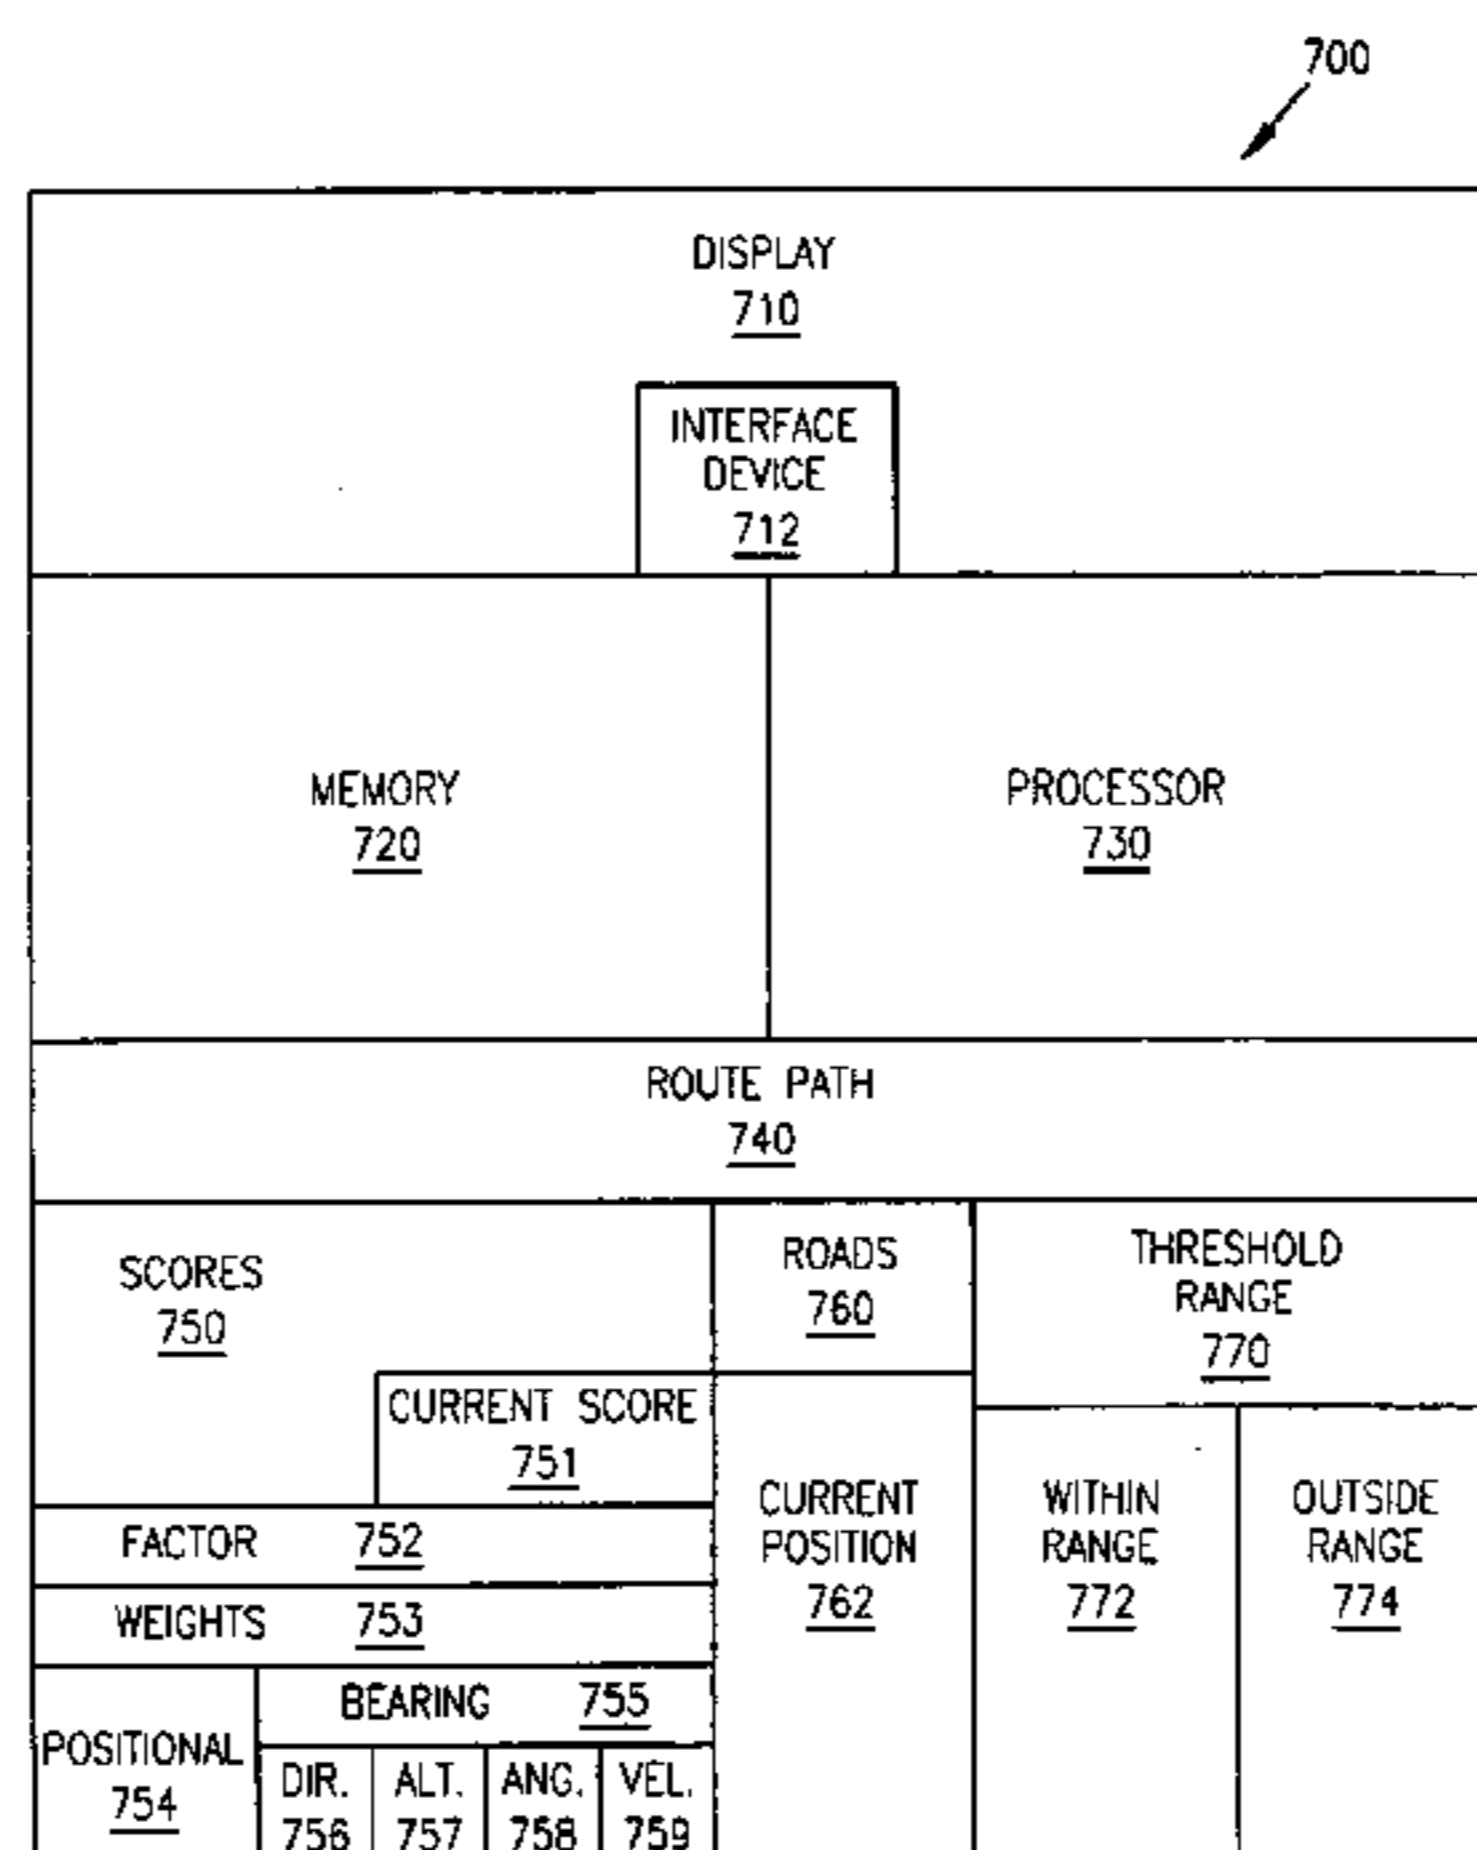 700
DISPLAY
710
INTERFACE
DEVICE
712
MEMORY
720
PROCESSOR
730
ROUTE PATH
740
SCORES
750
CURRENT SCORE
751
FACTOR 752
WEIGHTS 753
POSITIONAL
754
BEARING 755
DIR.
756
ALT.
757
ANG.
758
VEL.
759
ROADS
760
CURRENT
POSITION
762
THRESHOLD
RANGE
770
WITHIN
RANGE
772
OUTSIDE
RANGE
774